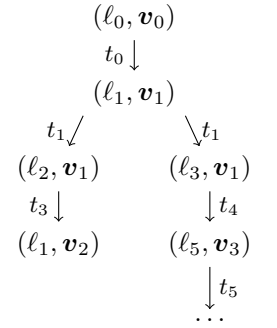 (ℓ₀, 𝒗₀)
t₀
(ℓ₁, 𝒗₁)
t₁ t₁
(ℓ₂, 𝒗₁) (ℓ₃, 𝒗₁)
t₃ t₄
(ℓ₁, 𝒗₂) (ℓ₅, 𝒗₃)
t₅
…